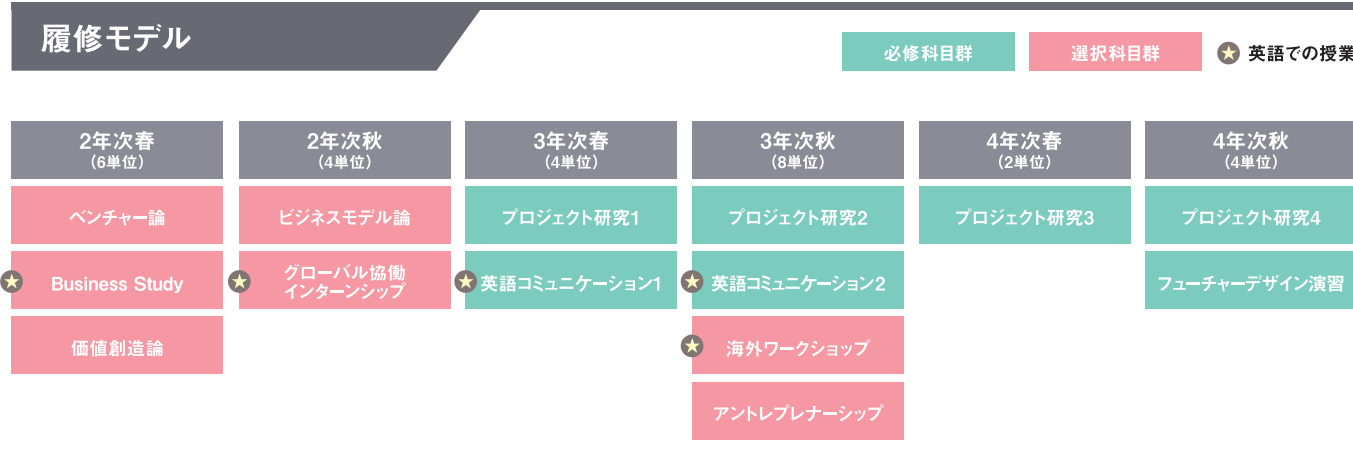 履修モデル
必修科目群
選択科目群
★ 英語での授業
2年次春
（6単位）
ベンチャー論
★ Business Study
価値創造論
2年次秋
（4単位）
ビジネスモデル論
★ グローバル協働
インターンシップ
3年次春
（4単位）
プロジェクト研究1
★ 英語コミュニケーション1
3年次秋
（8単位）
プロジェクト研究2
★ 英語コミュニケーション2
★ 海外ワークショップ
アントレプレナーシップ
4年次春
（2単位）
プロジェクト研究3
4年次秋
（4単位）
プロジェクト研究4
フューチャーデザイン演習